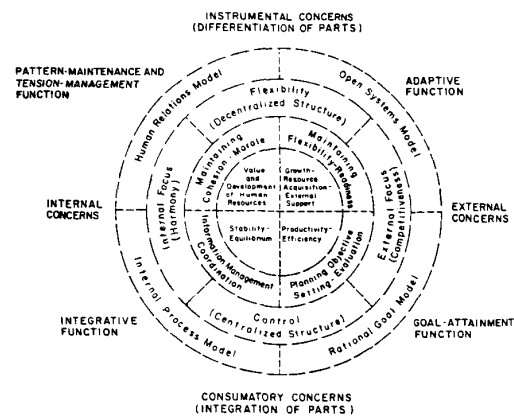 INSTRUMENTAL CONCERNS
(DIFFERENTIATION OF PARTS)
PATTERN-MAINTENANCE AND
TENSION-MANAGEMENT
FUNCTION
ADAPTIVE
FUNCTION
Human Relations Model
Open Systems Model
Flexibility
(Decentralized Structure)
Maintaining
Cohesion-Morale
Maintaining
Flexibility-Readiness
Value
and
Development
of Human
Resources
Growth-
Resource
Acquisition-
External
Support
INTERNAL
CONCERNS
Internal Focus
(Harmony)
External Focus
(Competitiveness)
EXTERNAL
CONCERNS
Stability-
Equilibrium
Productivity-
Efficiency
Information Management
Coordination
Planning Objective
Setting-Evaluation
Control
(Centralized Structure)
Internal Process Model
Rational Goal Model
INTEGRATIVE
FUNCTION
GOAL-ATTAINMENT
FUNCTION
CONSUMATORY CONCERNS
(INTEGRATION OF PARTS)